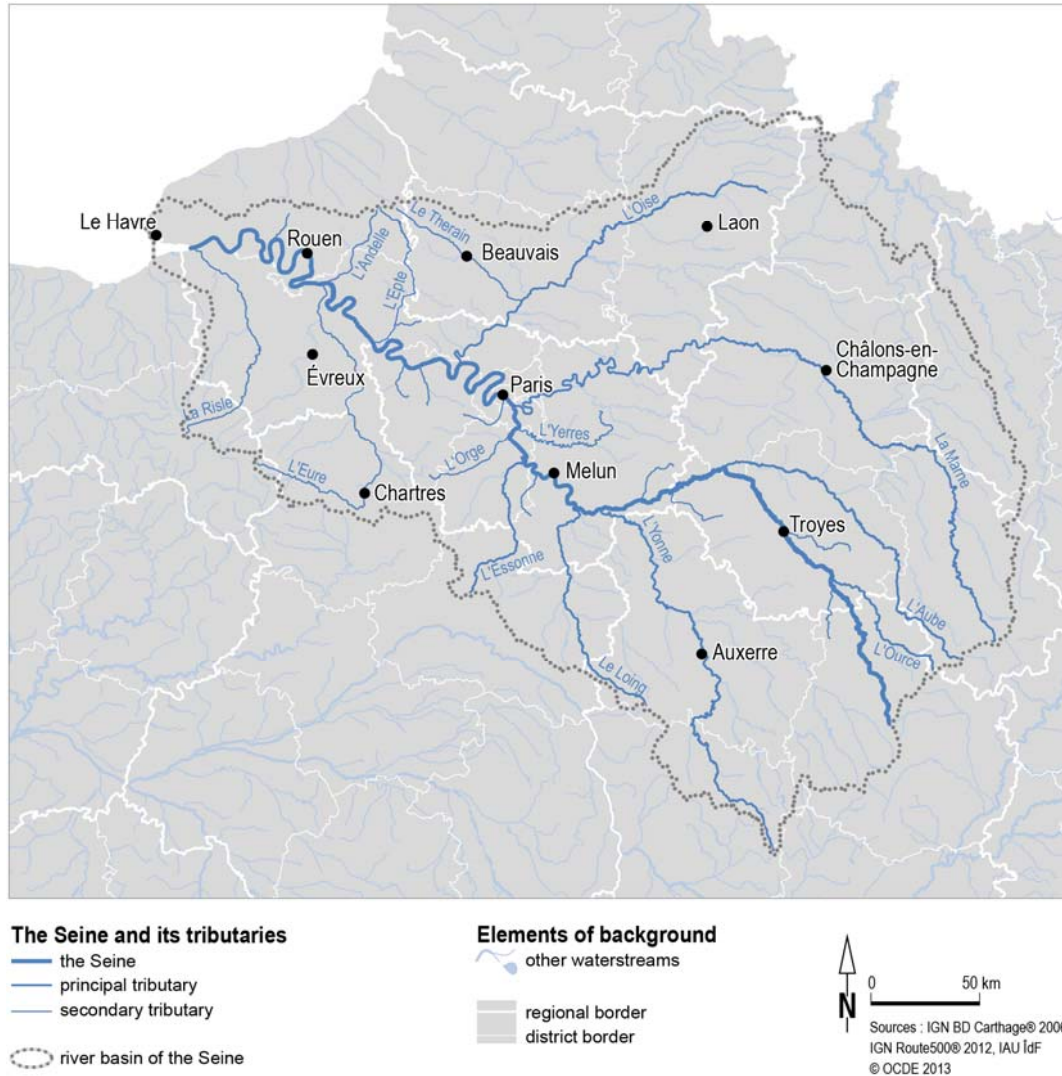 Le Havre
Rouen
L'Andelle
L'Epte
Le Therain
Beauvais
L'Oise
Laon
Évreux
La Risle
L'Eure
Chartres
Paris
L'Yerres
L'Orge
Melun
L'Essonne
Châlons-en-
Champagne
La Marne
Troyes
L'Yonne
L'Aube
L'Ource
Auxerre
Le Loing
The Seine and its tributaries
the Seine
principal tributary
secondary tributary
river basin of the Seine
Elements of background
other waterstreams
regional border
district border
N
0 50 km
Sources : IGN BD Carthage® 2006
IGN Route500® 2012, IAU îdF
© OCDE 2013